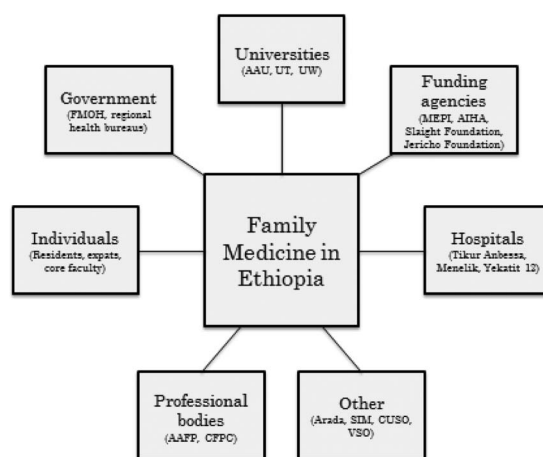 Universities
(AAU, UT, UW)
Government
(FMOH, regional
health bureaus)
Funding
agencies
(MEPI, AIHA,
Slaight Foundation,
Jericho Foundation)
Individuals
(Residents, expats,
core faculty)
Family
Medicine in
Ethiopia
Hospitals
(Tikur Anbessa,
Menelik, Yekatit 12)
Professional
bodies
(AAFP, CFPC)
Other
(Arada, SIM, CUSO,
VSO)